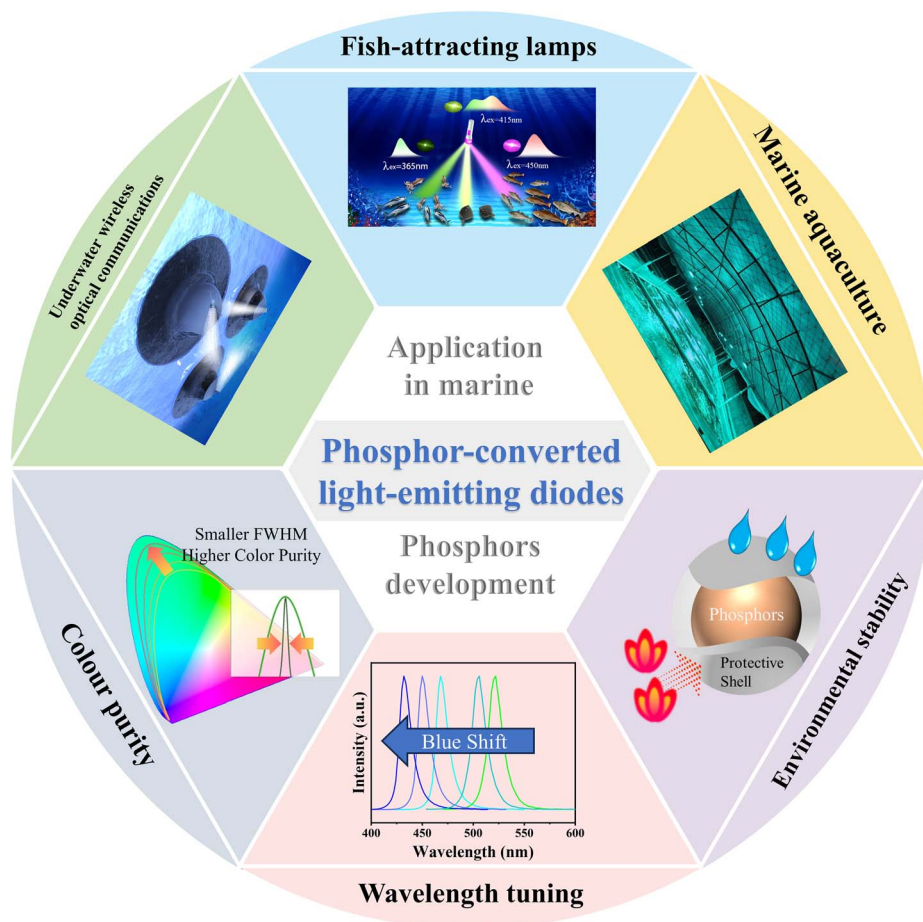 Fish-attracting lamps
λex=415nm
λex=365nm
λex=450nm
Marine aquaculture
Underwater wireless
optical communications
Application
in marine
Phosphor-converted
light-emitting diodes
Phosphors
development
Smaller FWHM
Higher Color Purity
Colour purity
Intensity (a.u.)
Blue Shift
400
450
500
550
600
Wavelength (nm)
Wavelength tuning
Phosphors
Protective
Shell
Environmental stability